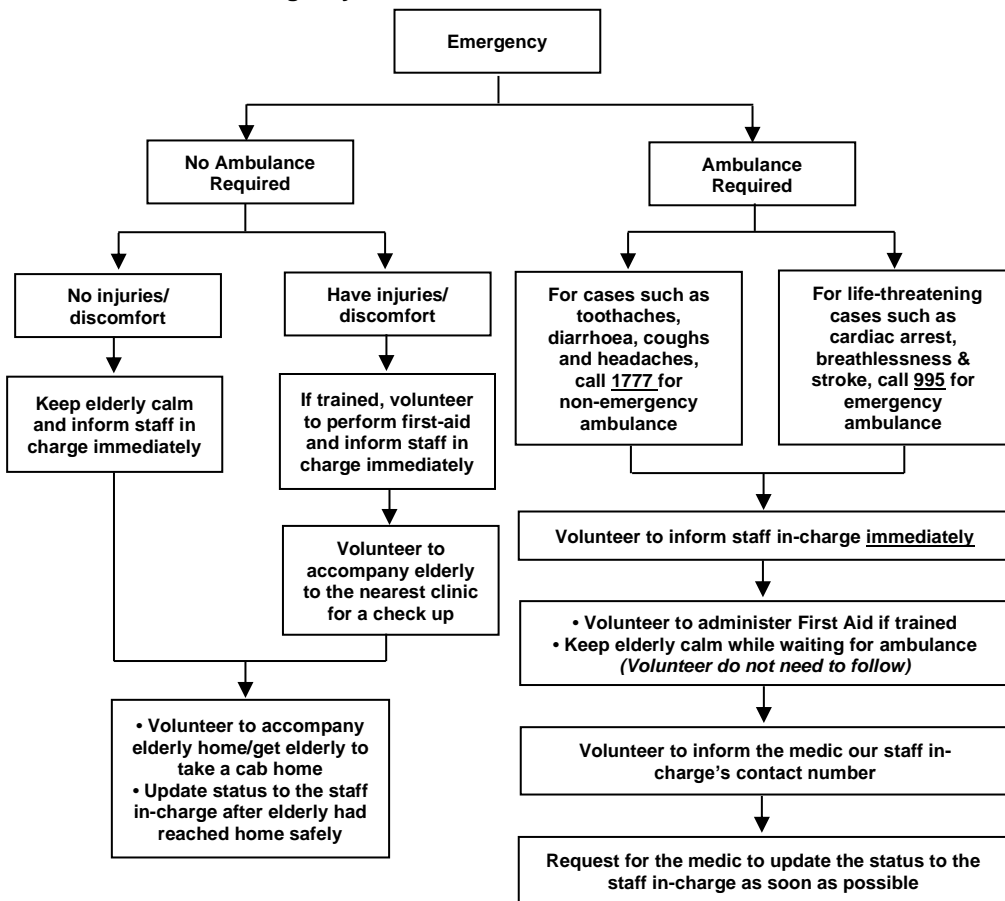 Emergency
No Ambulance
Required
Ambulance
Required
No injuries/
discomfort
Have injuries/
discomfort
For cases such as
toothaches,
diarrhoea, coughs
and headaches,
call 1777 for
non-emergency
ambulance
For life-threatening
cases such as
cardiac arrest,
breathlessness &
stroke, call 995 for
emergency
ambulance
Keep elderly calm
and inform staff in
charge immediately
If trained, volunteer
to perform first-aid
and inform staff in
charge immediately
Volunteer to
accompany elderly
to the nearest clinic
for a check up
• Volunteer to accompany
elderly home/get elderly to
take a cab home
• Update status to the staff
in-charge after elderly had
reached home safely
Volunteer to inform staff in-charge immediately
• Volunteer to administer First Aid if trained
• Keep elderly calm while waiting for ambulance
(Volunteer do not need to follow)
Volunteer to inform the medic our staff in-
charge's contact number
Request for the medic to update the status to the
staff in-charge as soon as possible